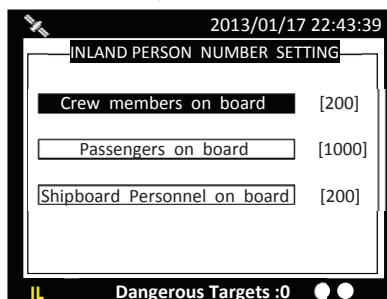 2013/01/17 22:43:39
INLAND PERSON NUMBER SETTING
Crew members on board [200]
Passengers on board [1000]
Shipboard Personnel on board [200]
IL Dangerous Targets :0